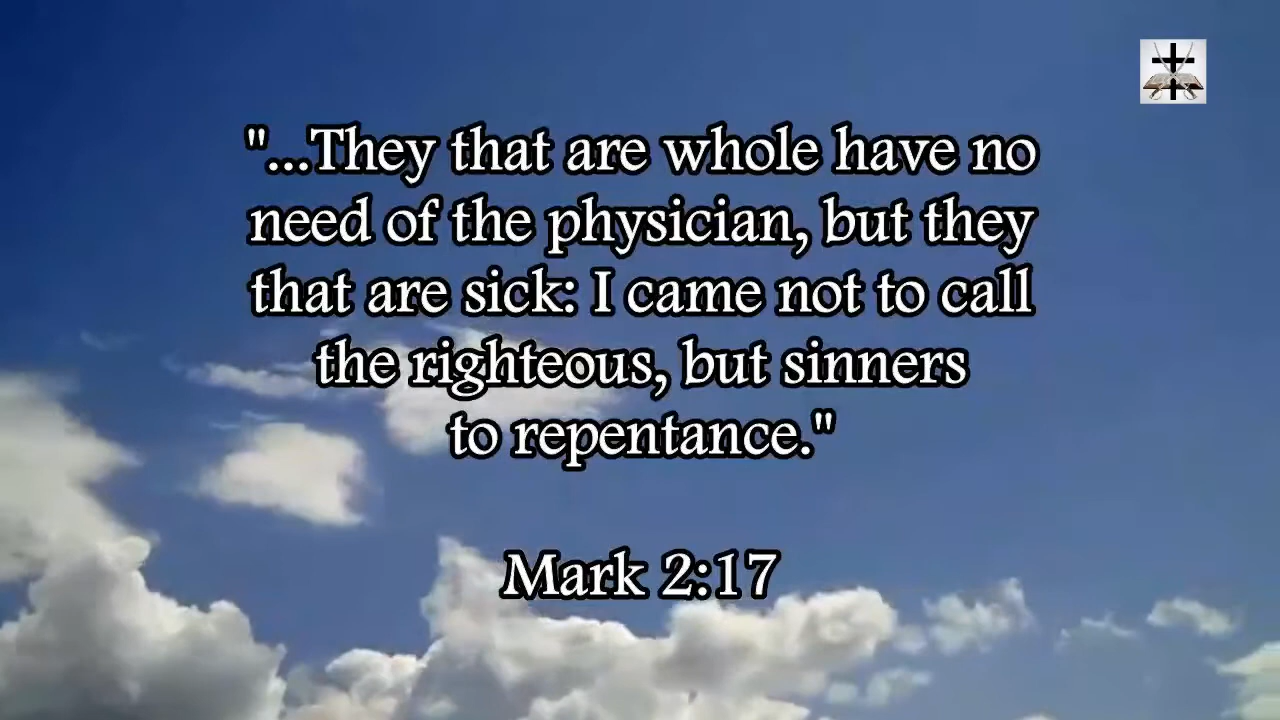 "...They that are whole have no
need of the physician, but they
that are sick: I came not to call
the righteous, but sinners
to repentance."
Mark 2:17